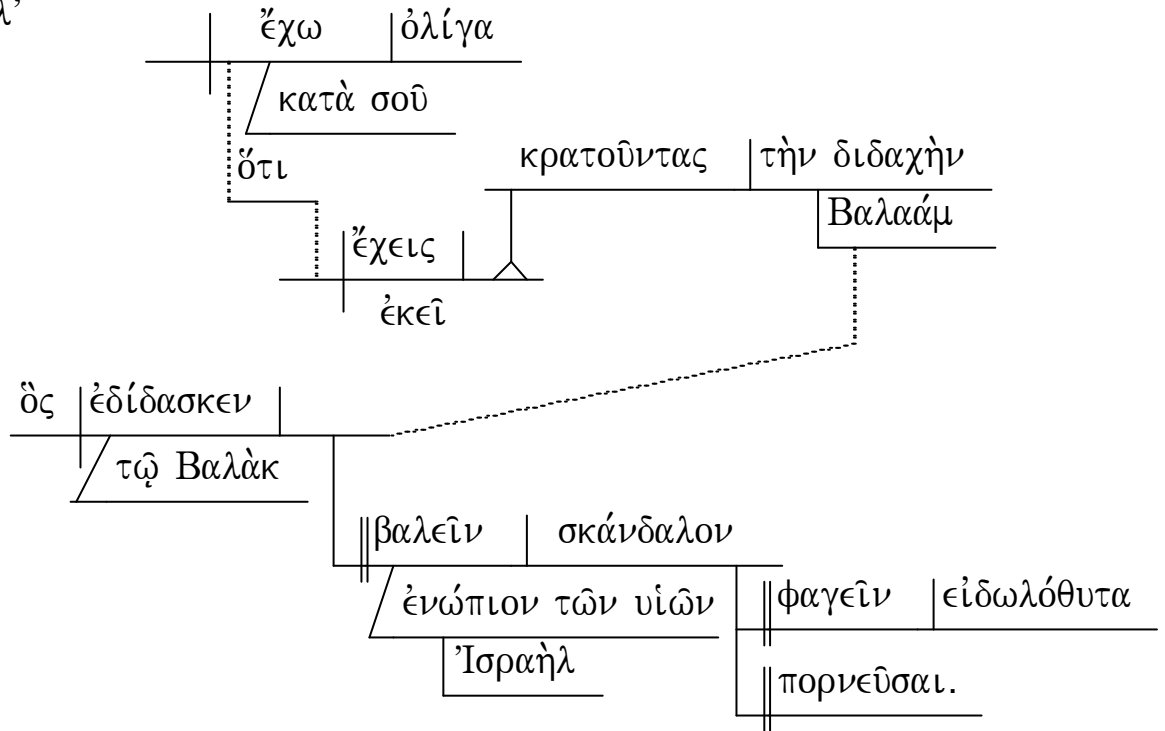 λ’
ἔχω ὀλίγα
κατὰ σοῦ
ὅτι
κρατοῦντας τὴν διδαχὴν
Βαλαάμ
ἔχεις
ἐκεῖ
ὃς ἐδίδασκεν
τῷ Βαλὰκ
βαλεῖν σκάνδαλον
ἐνώπιον τῶν υἱῶν
Ἰσραὴλ
φαγεῖν εἰδωλόθυτα
πορνεῦσαι.